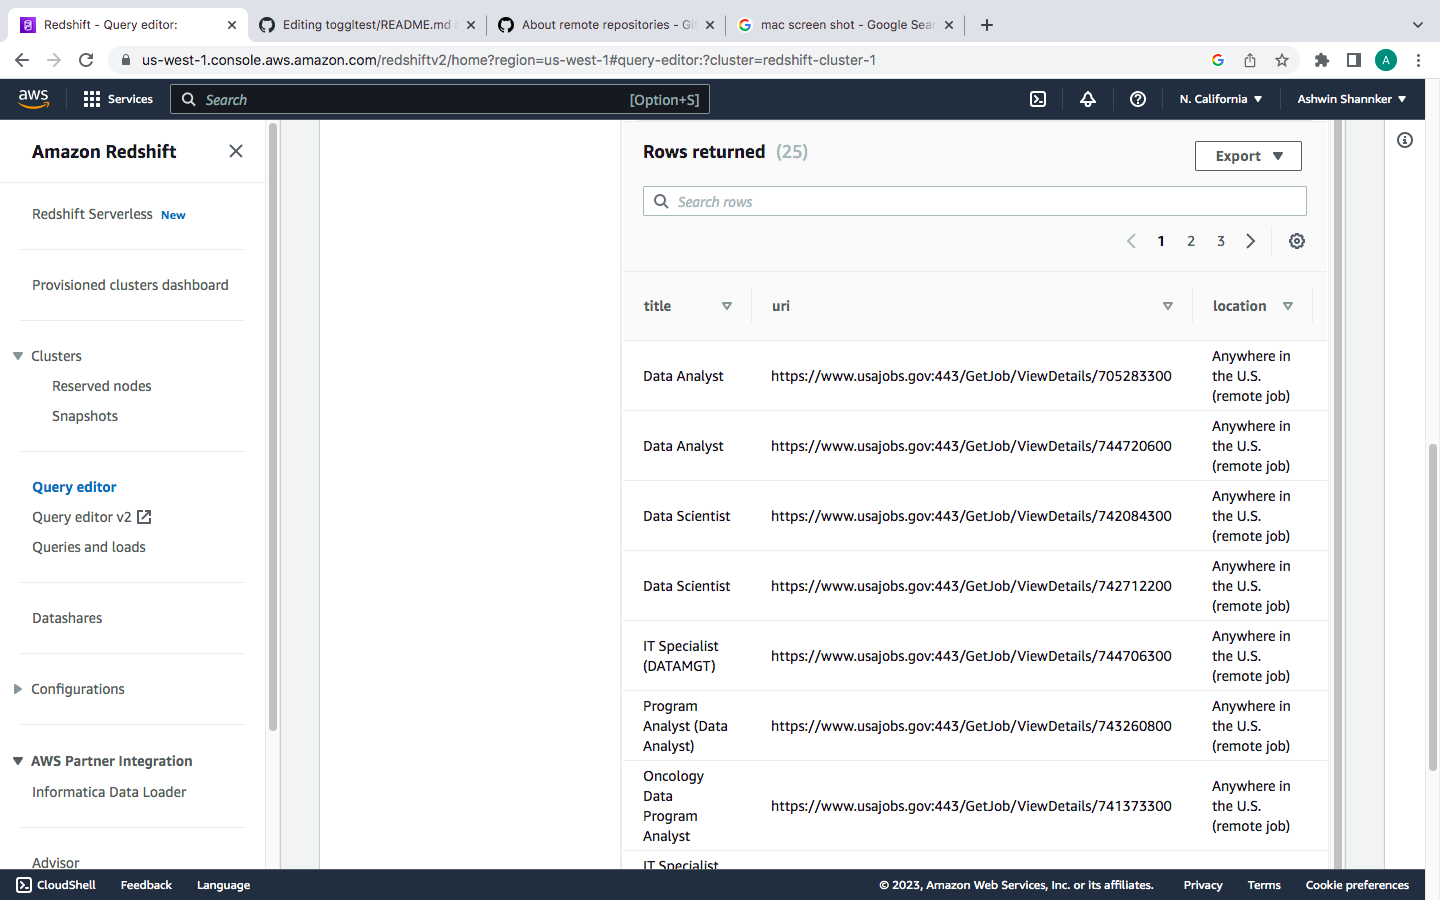 Redshift - Query editor:
Editing toggltest/README.md a
About remote repositories - Git
mac screen shot - Google Sear
us-west-1.console.aws.amazon.com/redshiftv2/home?region=us-west-1#query-editor:?cluster=redshift-cluster-1
A
aws
Services
Search
[Option+S]
N. California
Ashwin Shannker
Amazon Redshift
Redshift Serverless New
Provisioned clusters dashboard
Clusters
Reserved nodes
Snapshots
Query editor
Query editor v2
Queries and loads
Datashares
Configurations
AWS Partner Integration
Informatica Data Loader
Advisor
Rows returned (25)
Export
Search rows
1 2 3
title uri location
Data Analyst
https://www.usajobs.gov:443/GetJob/ViewDetails/705283300
Anywhere in
the U.S.
(remote job)
Data Analyst
https://www.usajobs.gov:443/GetJob/ViewDetails/744720600
Anywhere in
the U.S.
(remote job)
Data Scientist
https://www.usajobs.gov:443/GetJob/ViewDetails/742084300
Anywhere in
the U.S.
(remote job)
Data Scientist
https://www.usajobs.gov:443/GetJob/ViewDetails/742712200
Anywhere in
the U.S.
(remote job)
IT Specialist
(DATAMGT)
https://www.usajobs.gov:443/GetJob/ViewDetails/744706300
Anywhere in
the U.S.
(remote job)
Program
Analyst (Data
Analyst)
https://www.usajobs.gov:443/GetJob/ViewDetails/743260800
Anywhere in
the U.S.
(remote job)
Oncology
Data
Program
Analyst
https://www.usajobs.gov:443/GetJob/ViewDetails/741373300
Anywhere in
the U.S.
(remote job)
IT Specialist
CloudShell
Feedback
Language
© 2023, Amazon Web Services, Inc. or its affiliates.
Privacy
Terms
Cookie preferences